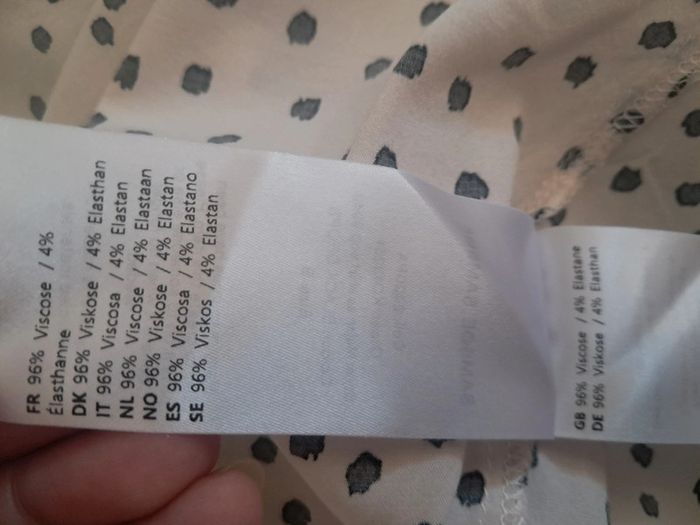 FR 96% Viscose / 4%
Élasthanne
DK 96% Viskose / 4% Elasthan
IT 96% Viscosa / 4% Elastan
NL 96% Viscose / 4% Elastaan
NO 96% Viskose / 4% Elastan
ES 96% Viscosa / 4% Elastano
SE 96% Viskos / 4% Elastan
GB 96% Viscose / 4% Elastane
DE 96% Viskose / 4% Elasthan